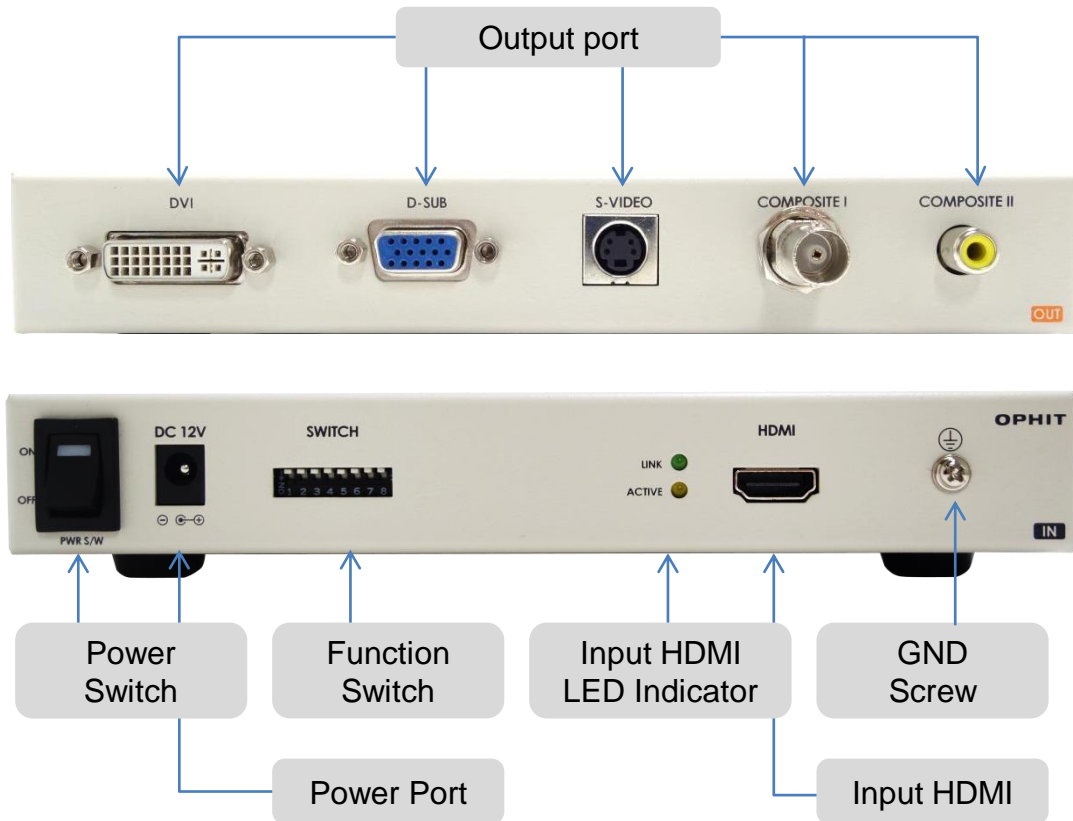 Output port
DVI
D-SUB
S-VIDEO
COMPOSITE I
COMPOSITE II
OUT
OPHIT
DC 12V
SWITCH
HDMI
ON
LINK
OFF
ACTIVE
1 2 3 4 5 6 7 8
PWR S/W
IN
Power
Switch
Function
Switch
Input HDMI
LED Indicator
GND
Screw
Power Port
Input HDMI